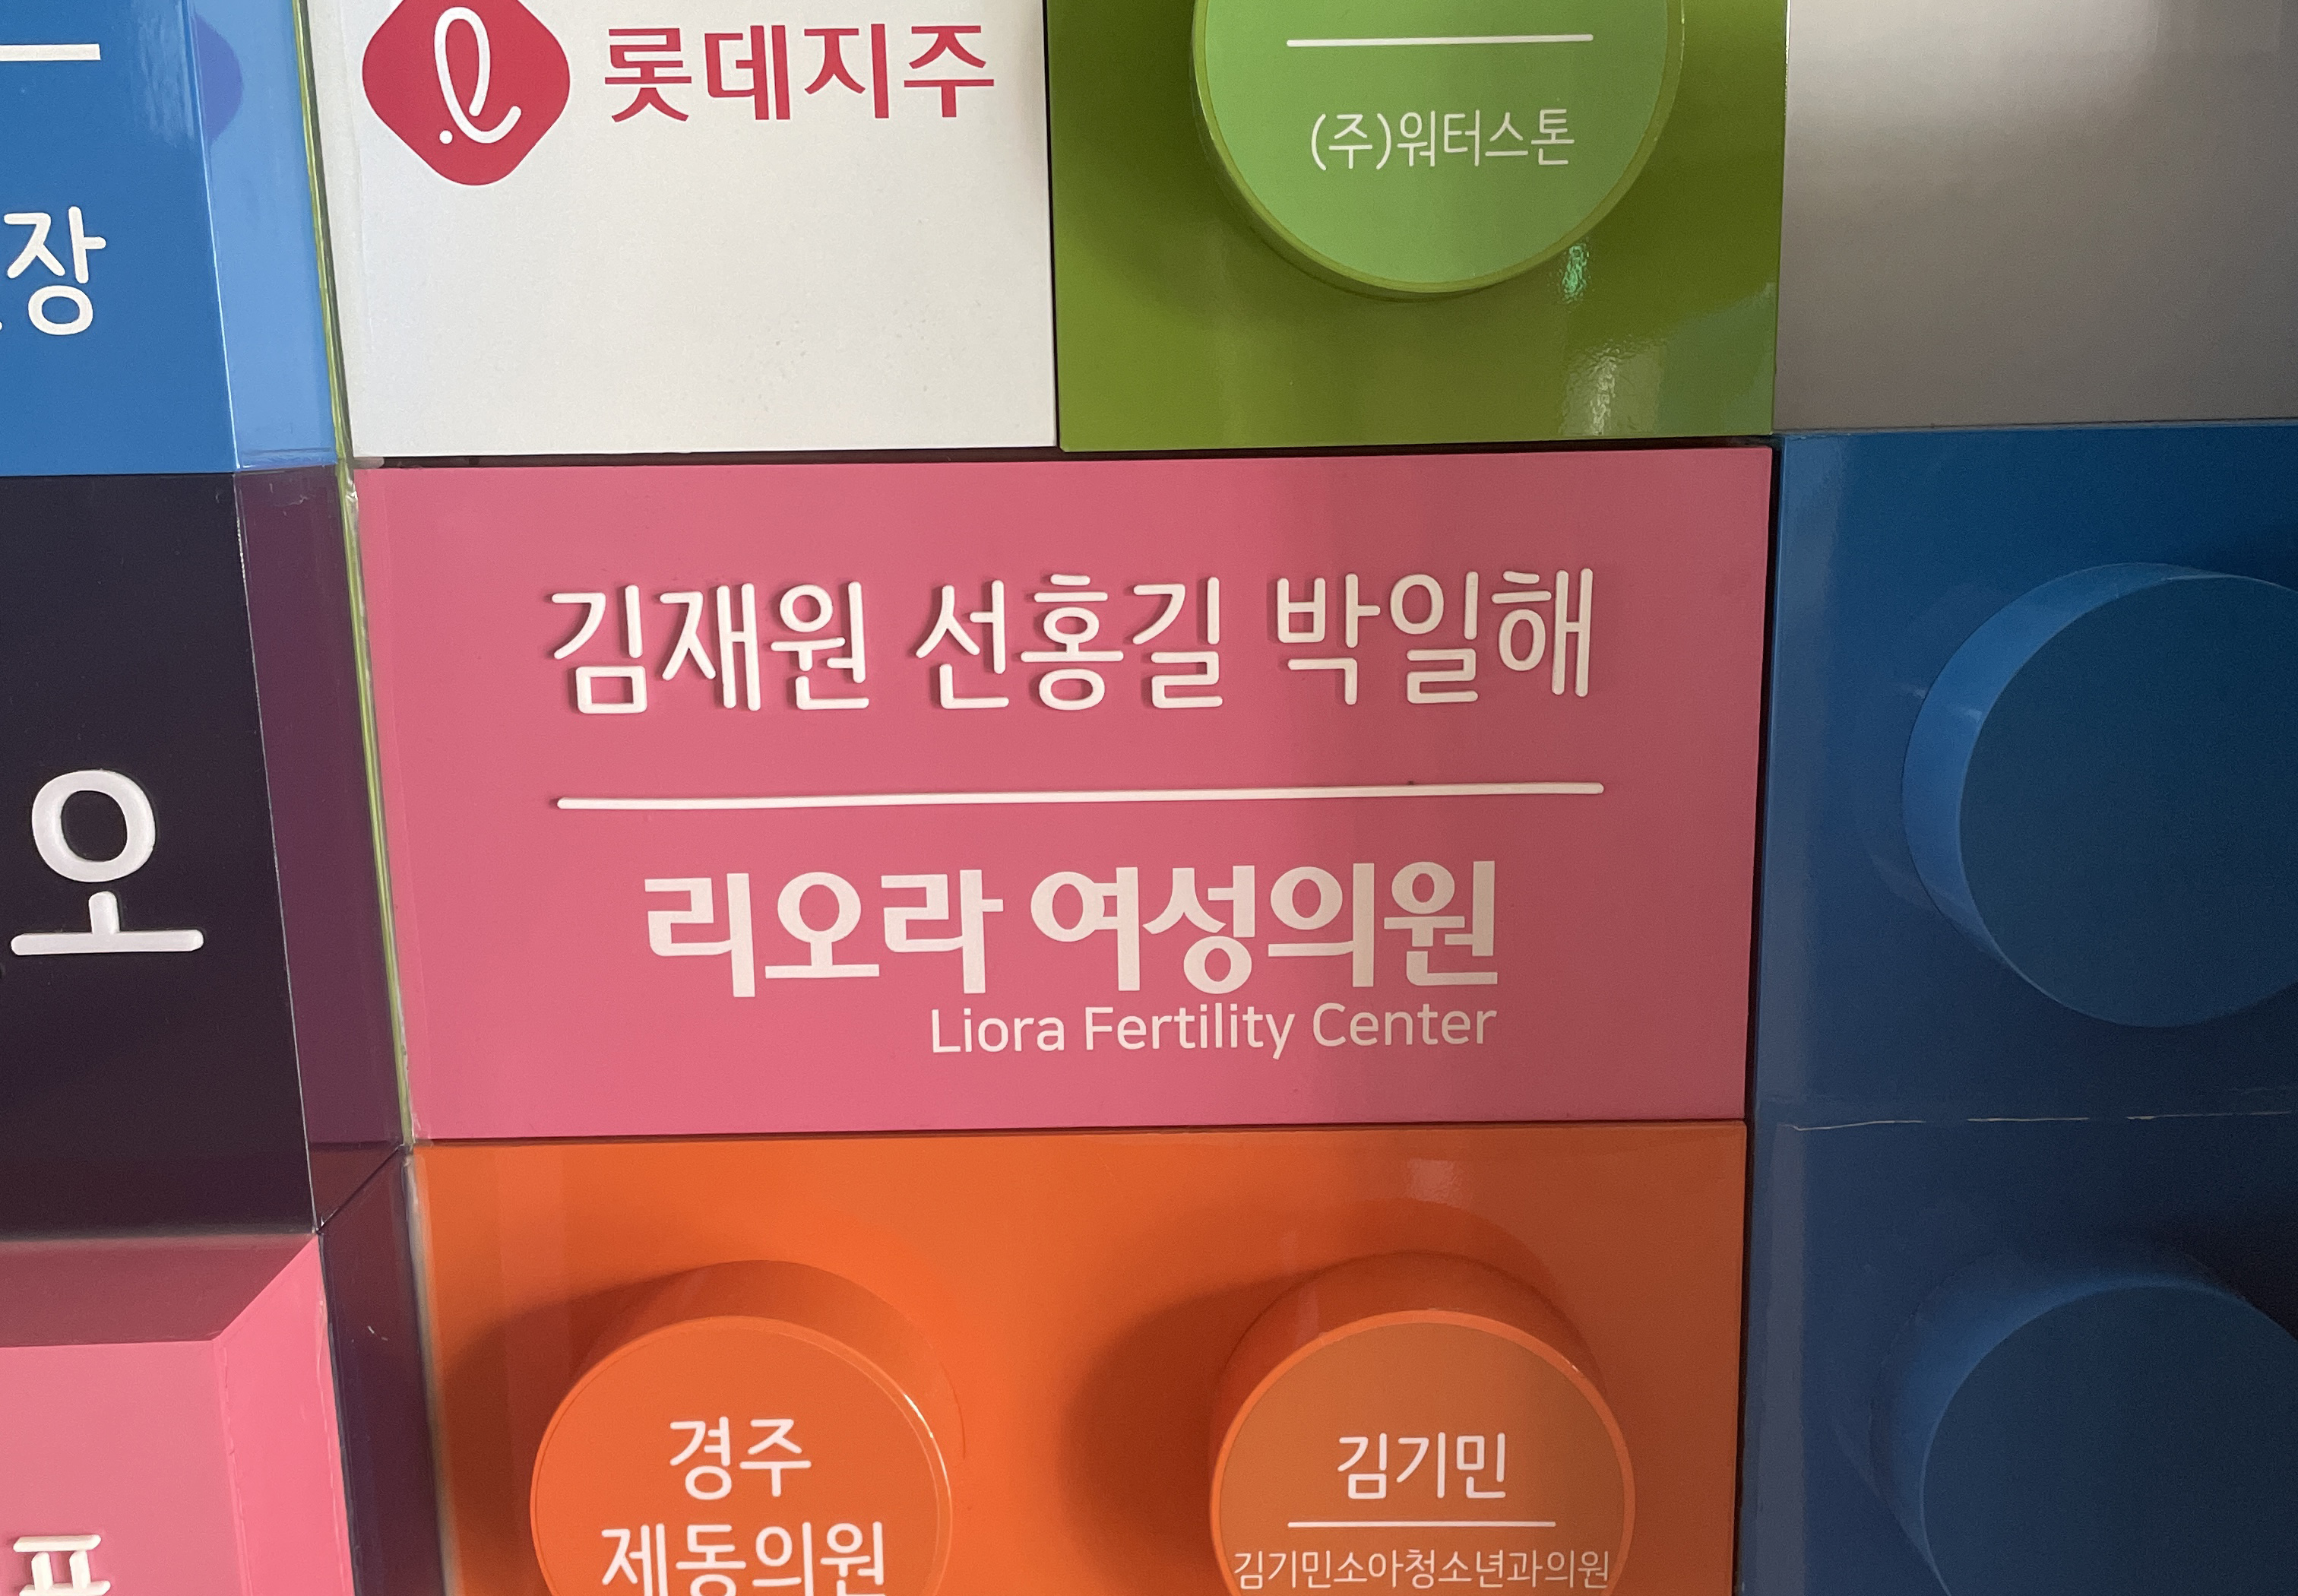 롯데지주
(주)워터스톤
장
김재원 선홍길 박일해
오
리오라 여성의원
Liora Fertility Center
경주
제동의원
김기민
김기민소아청소년과의원
표